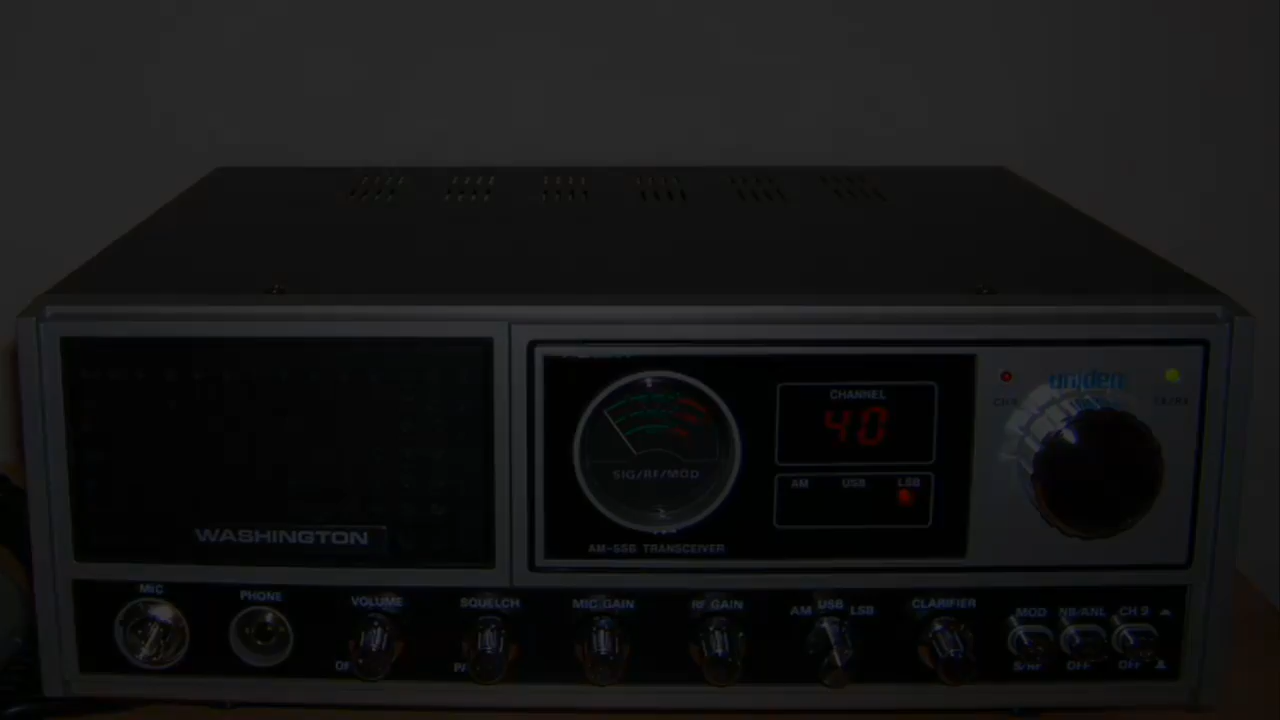 uniden
CHANNEL
40
AM USB LSB
SIG/RF/MOD
WASHINGTON
AM-SSB TRANSCEIVER
MIC PHONE VOLUME SQUELCH MIC GAIN RF GAIN AM USB LSB CLARIFIER MOD NB/ANL CH 9
S/RF OFF OFF